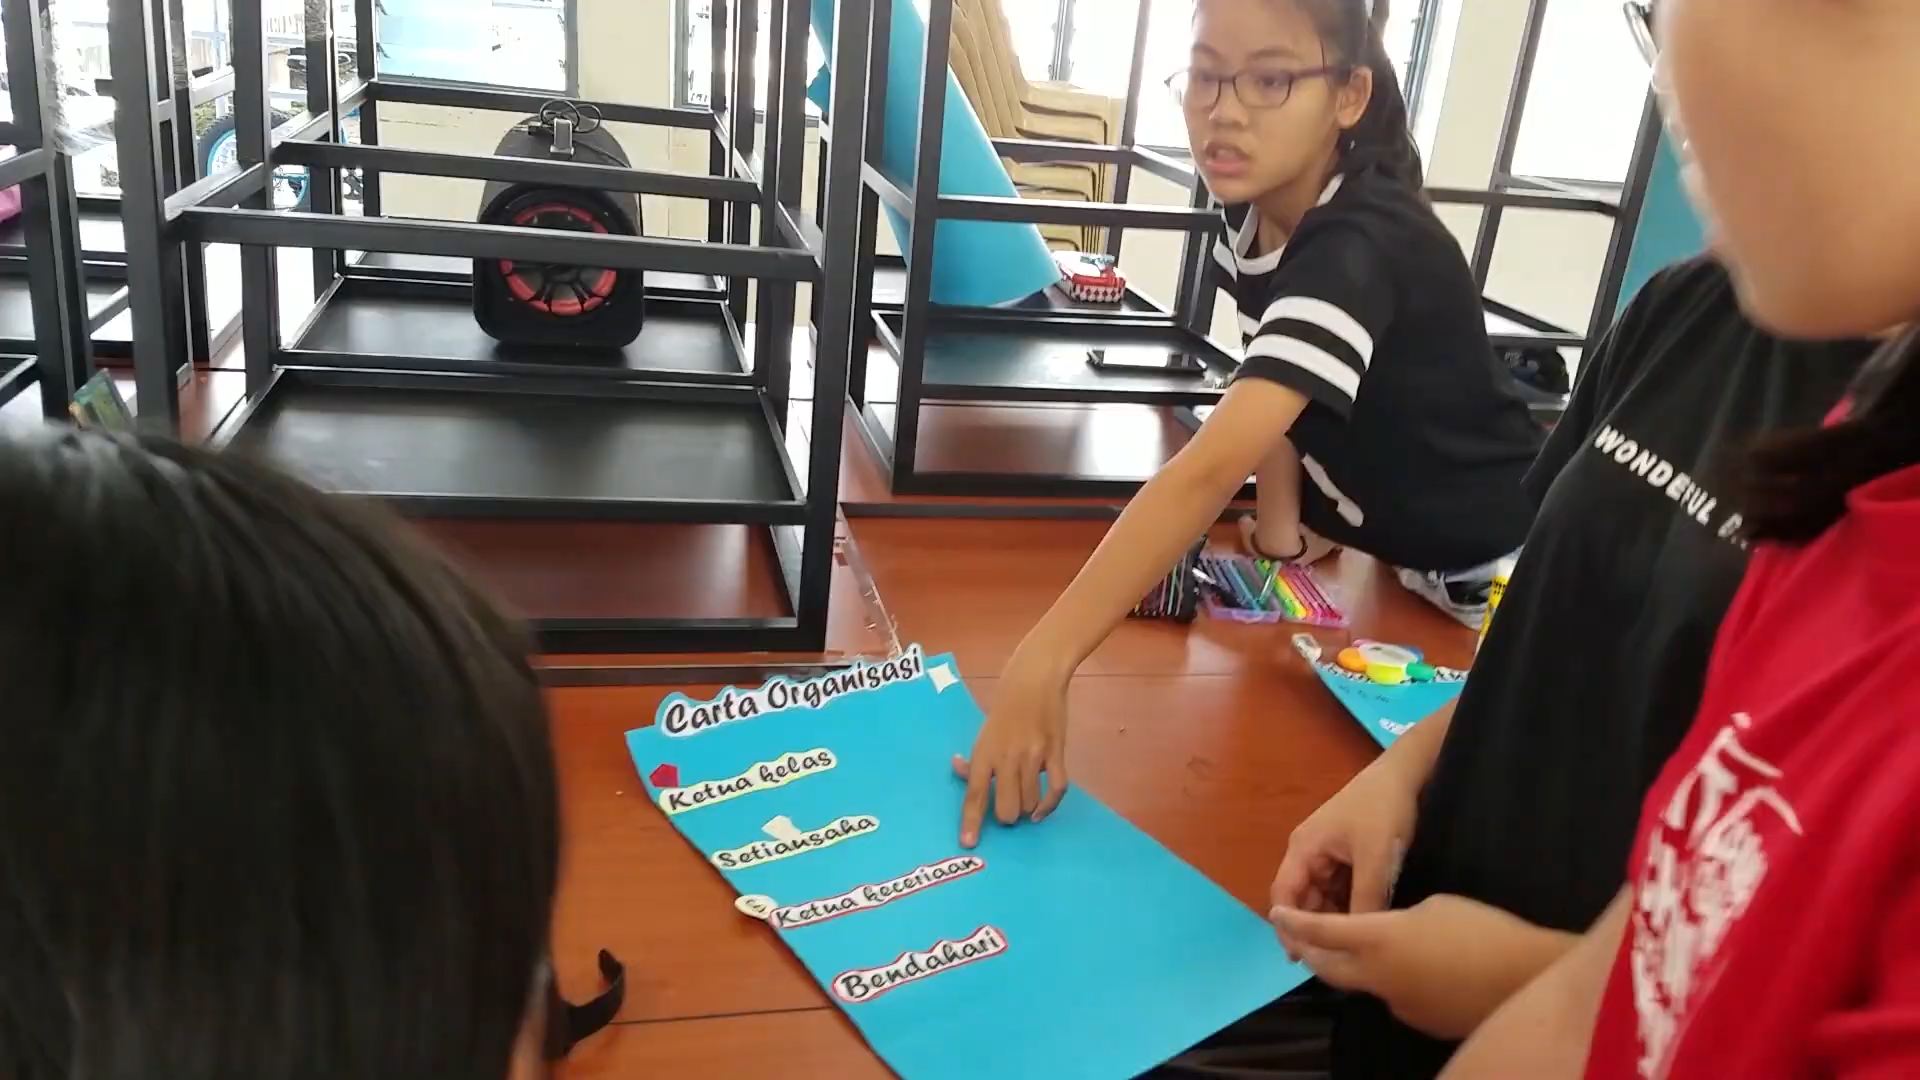 Carta Organisasi
Ketua kelas
Setiausaha
Ketua keceriaan
Bendahari
WONDERFUL